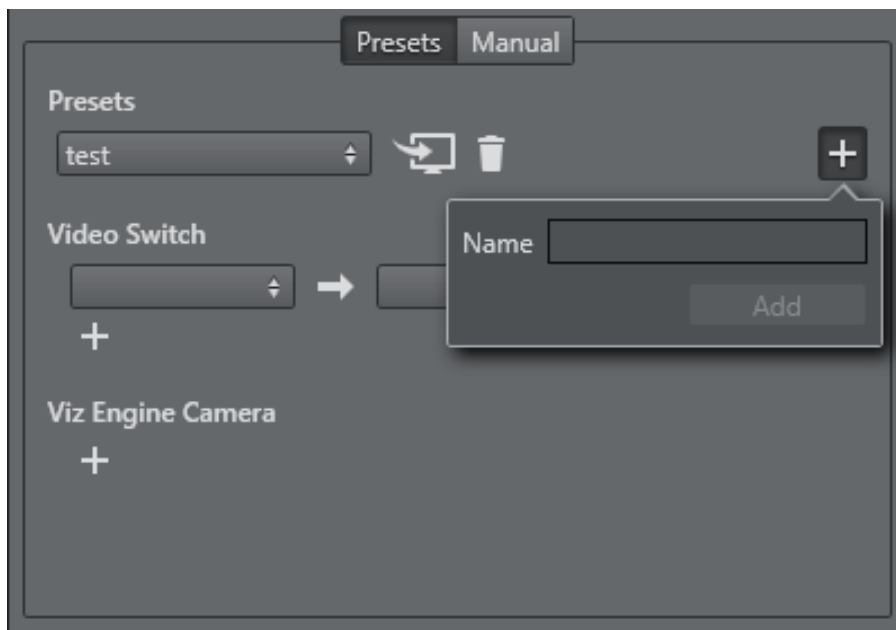 Presets Manual
Presets
test
Video Switch
Name
Add
Viz Engine Camera